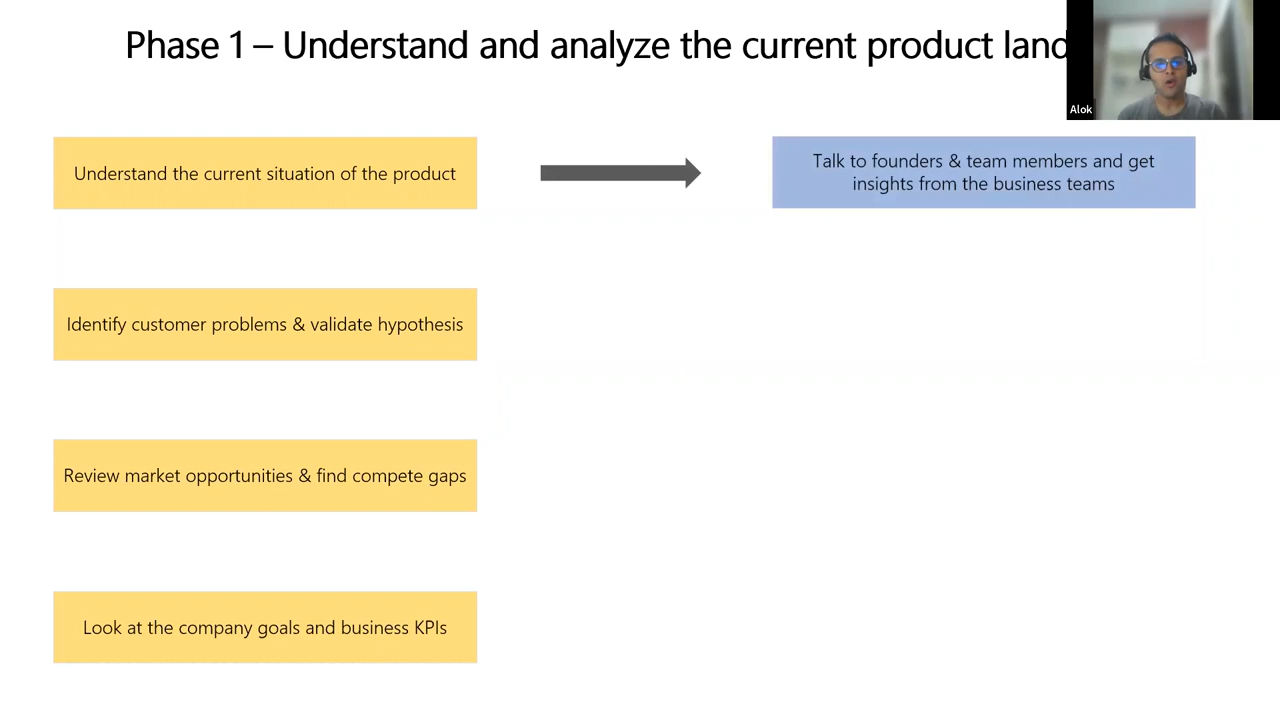 Phase 1 – Understand and analyze the current product land
Alok
Understand the current situation of the product
Talk to founders & team members and get
insights from the business teams
Identify customer problems & validate hypothesis
Review market opportunities & find compete gaps
Look at the company goals and business KPIs